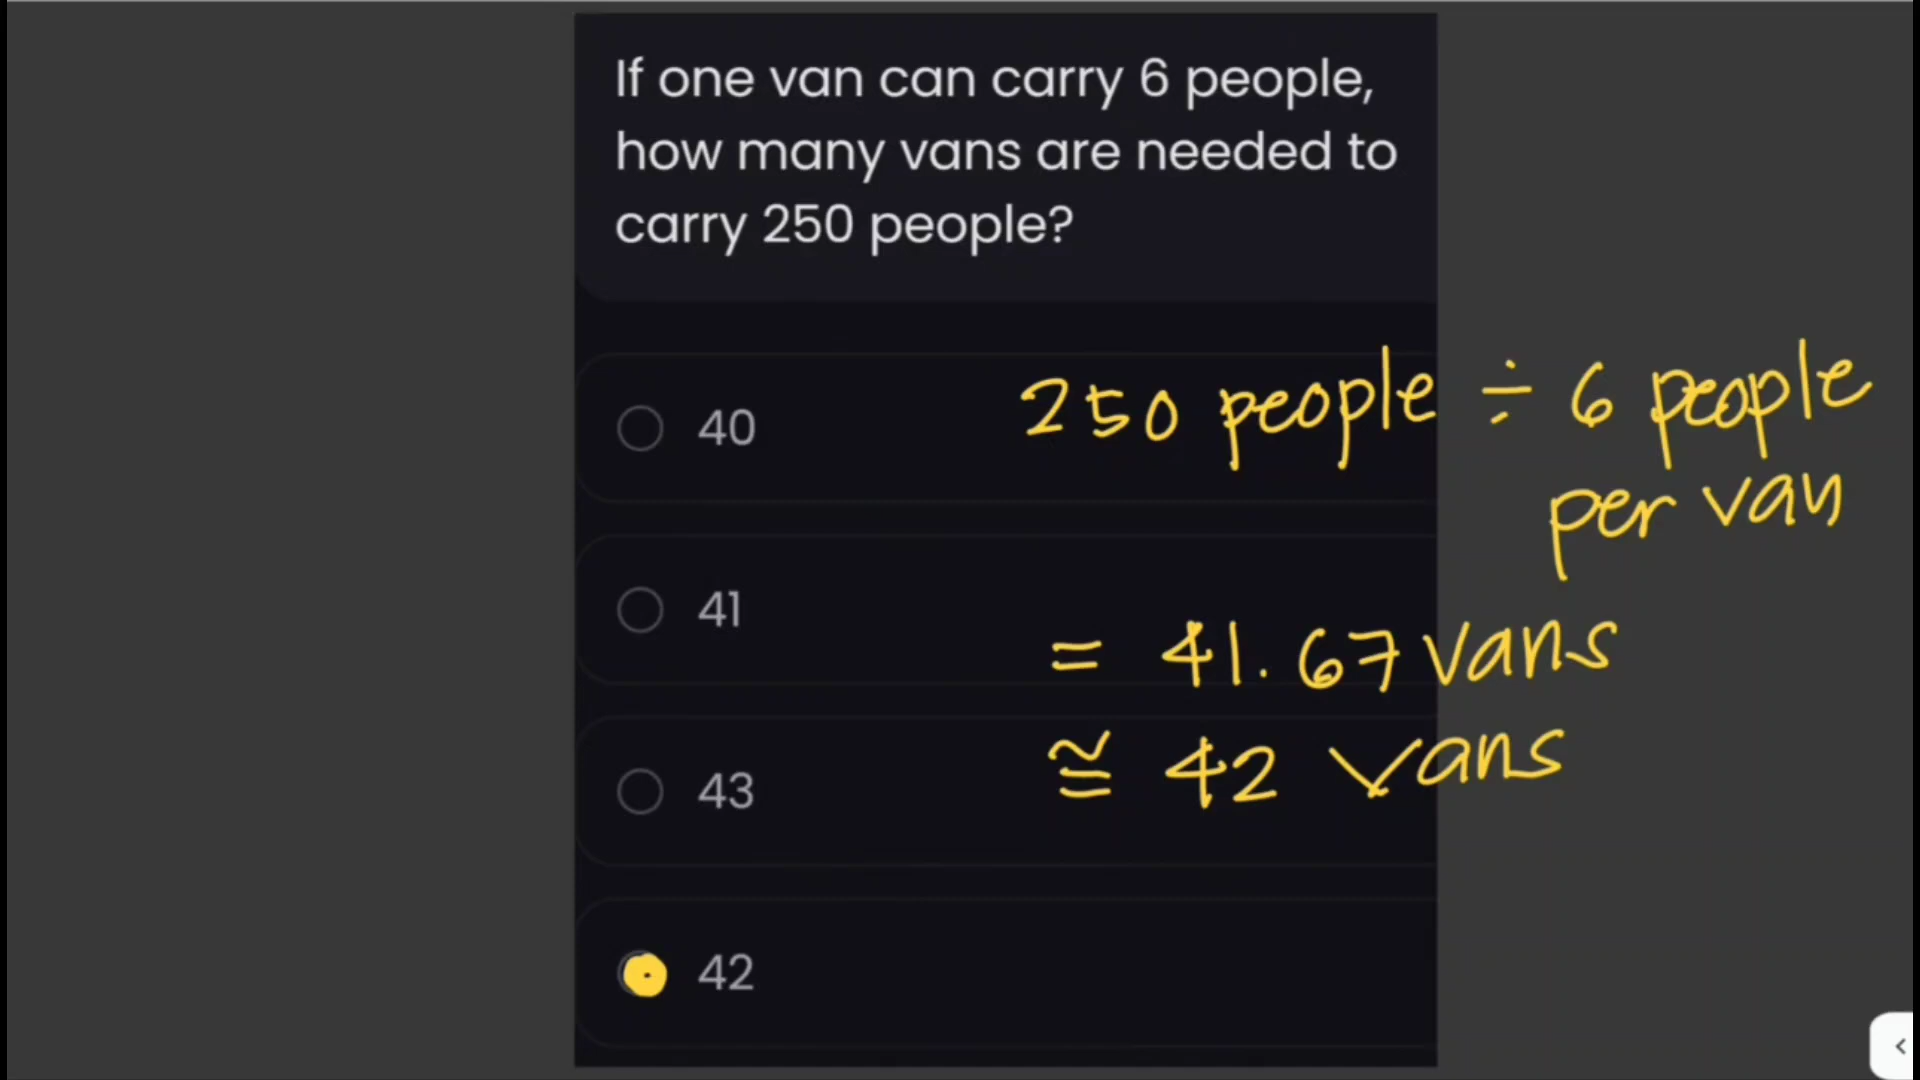 If one van can carry 6 people,
how many vans are needed to
carry 250 people?
40
250 people ÷ 6 people
per van
41
= 41.67 vans
≅ 42 vans
43
42